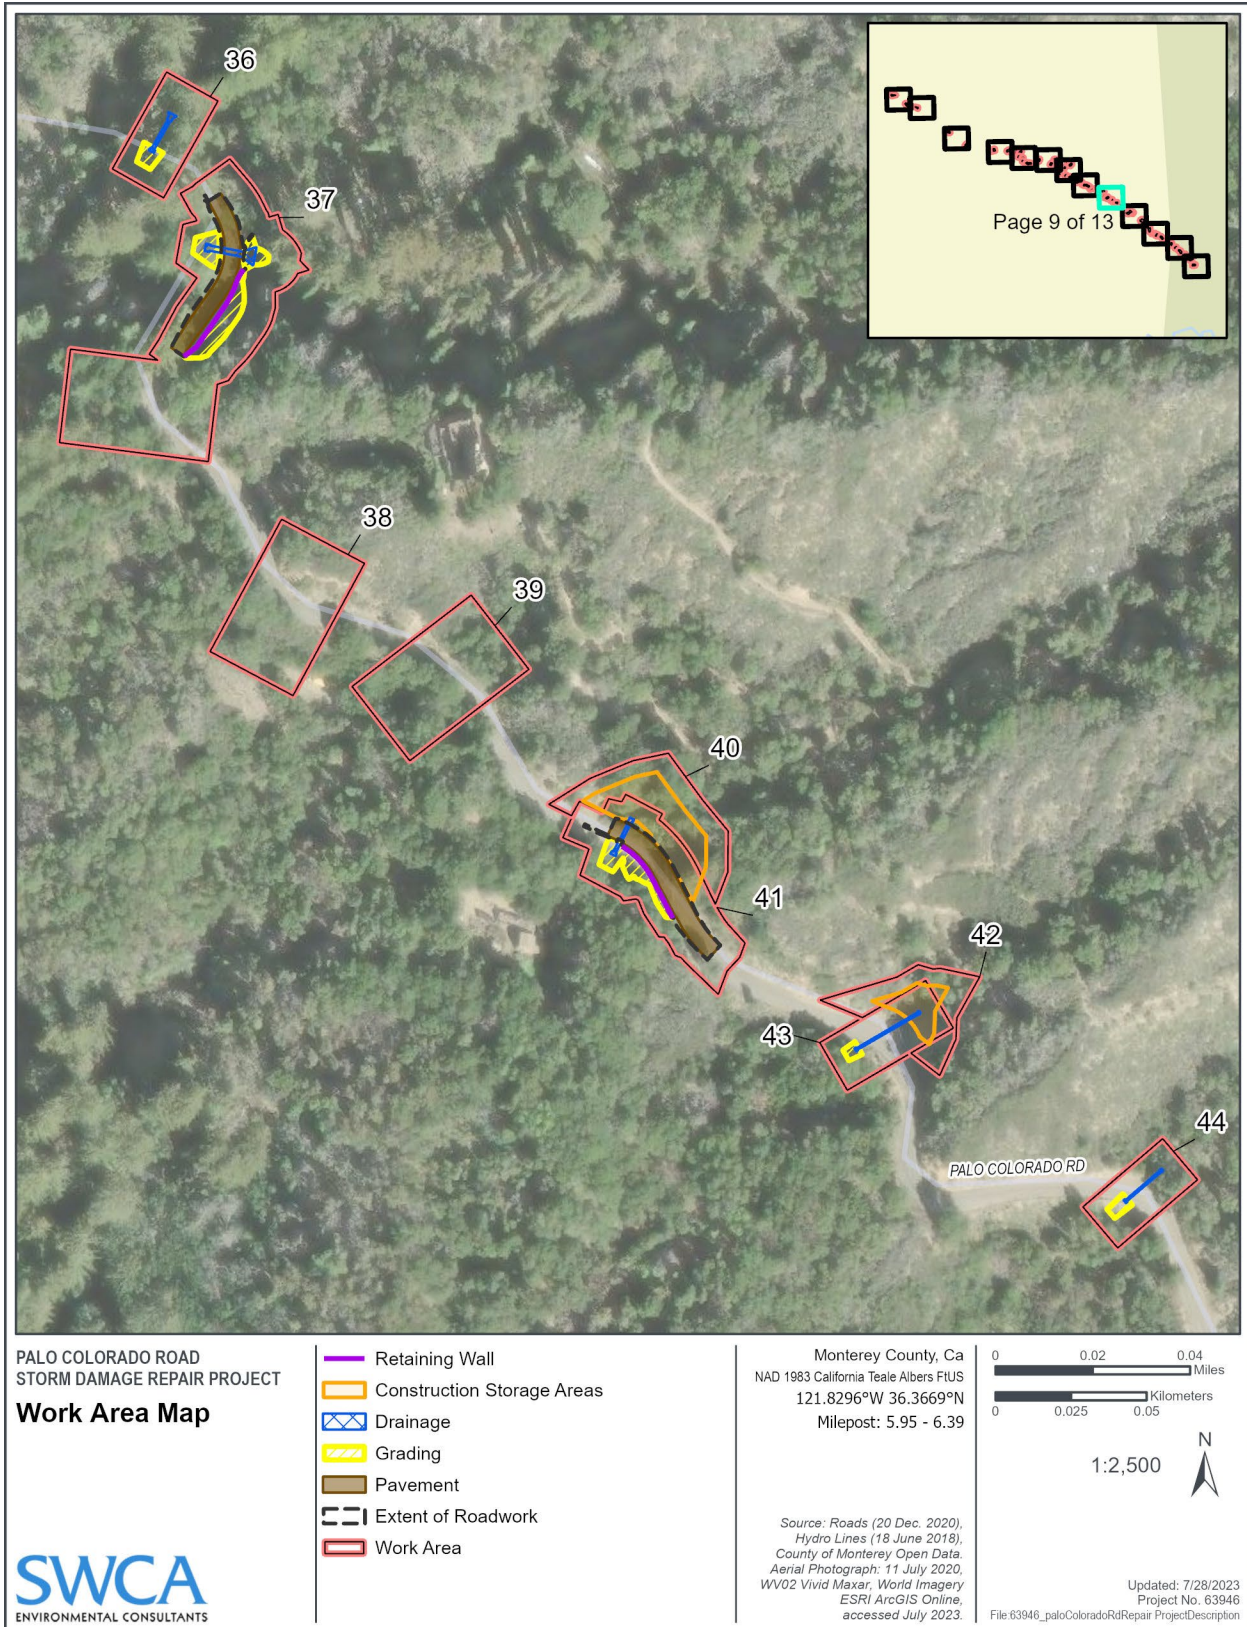 36
37
38
39
40
41
42
43
44
PALO COLORADO RD
Page 9 of 13
PALO COLORADO ROAD
STORM DAMAGE REPAIR PROJECT
Work Area Map
SWCA
ENVIRONMENTAL CONSULTANTS
Retaining Wall
Construction Storage Areas
Drainage
Grading
Pavement
Extent of Roadwork
Work Area
Monterey County, Ca
NAD 1983 California Teale Albers FtUS
121.8296°W 36.3669°N
Milepost: 5.95 - 6.39
Source: Roads (20 Dec. 2020),
Hydro Lines (18 June 2018),
County of Monterey Open Data.
Aerial Photograph: 11 July 2020,
WV02 Vivid Maxar, World Imagery
ESRI ArcGIS Online,
accessed July 2023.
0 0.02 0.04
Miles
Kilometers
0 0.025 0.05
N
1:2,500
Updated: 7/28/2023
Project No. 63946
File:63946_paloColoradoRdRepair ProjectDescription